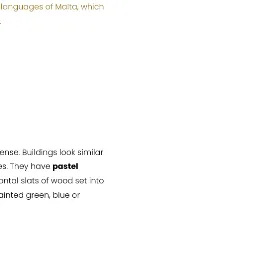 languages of Malta, which
.
ense. Buildings look similar
es. They have pastel
ontal slats of wood set into
ainted green, blue or